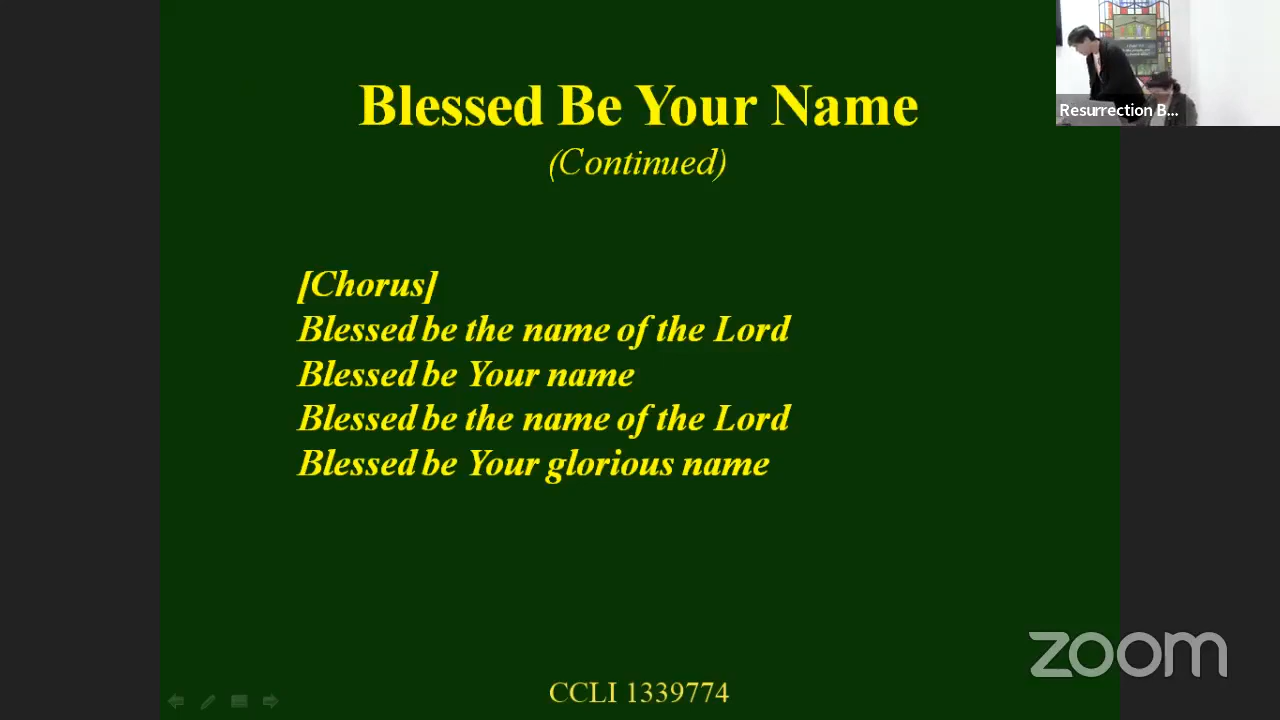 Blessed Be Your Name
(Continued)
[Chorus]
Blessed be the name of the Lord
Blessed be Your name
Blessed be the name of the Lord
Blessed be Your glorious name
CCLI 1339774
Resurrection B...
zoom